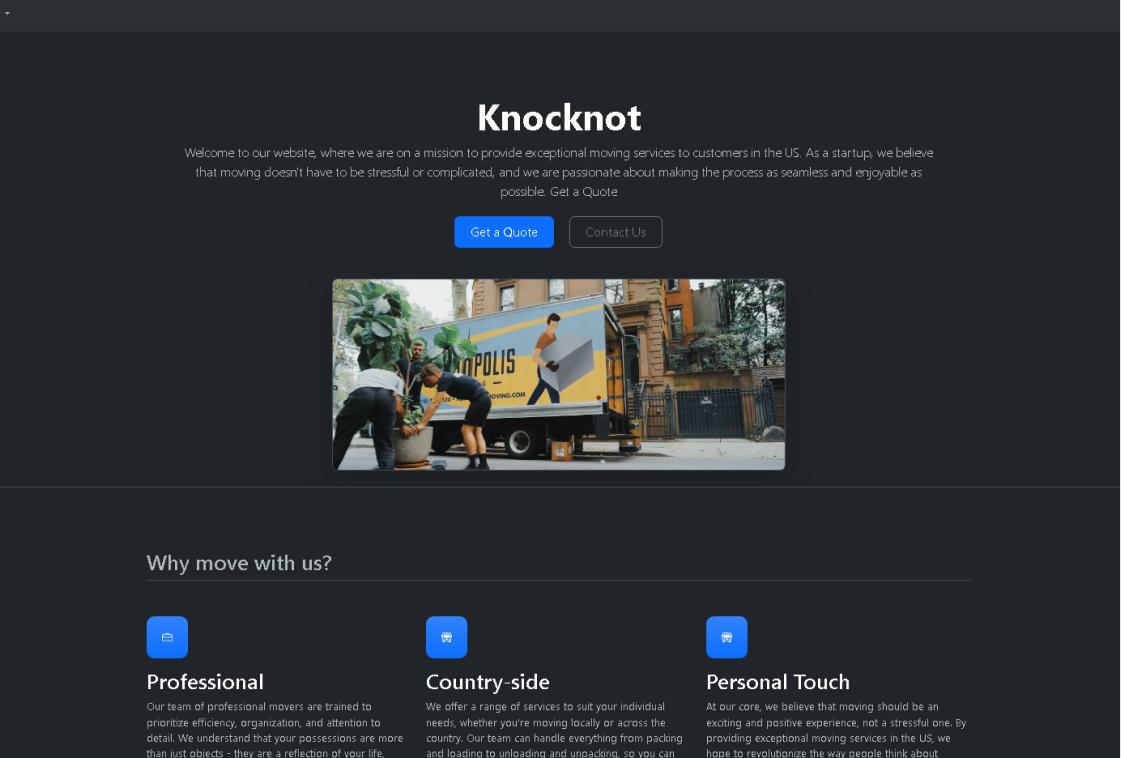 Knocknot
Welcome to our website, where we are on a mission to provide exceptional moving services to customers in the US. As a startup, we believe
that moving doesn't have to be stressful or complicated, and we are passionate about making the process as seamless and enjoyable as
possible. Get a Quote
Get a Quote
Contact Us
OPOLIS
MOVING.COM
Why move with us?
Professional
Our team of professional movers are trained to
prioritize efficiency, organization, and attention to
detail. We understand that your possessions are more
than just objects - they are a reflection of your life,
Country-side
We offer a range of services to suit your individual
needs, whether you're moving locally or across the
country. Our team can handle everything from packing
and loading to unloading and unpacking, so you can
Personal Touch
At our core, we believe that moving should be an
exciting and positive experience, not a stressful one. By
providing exceptional moving services in the US, we
hope to revolutionize the way people think about